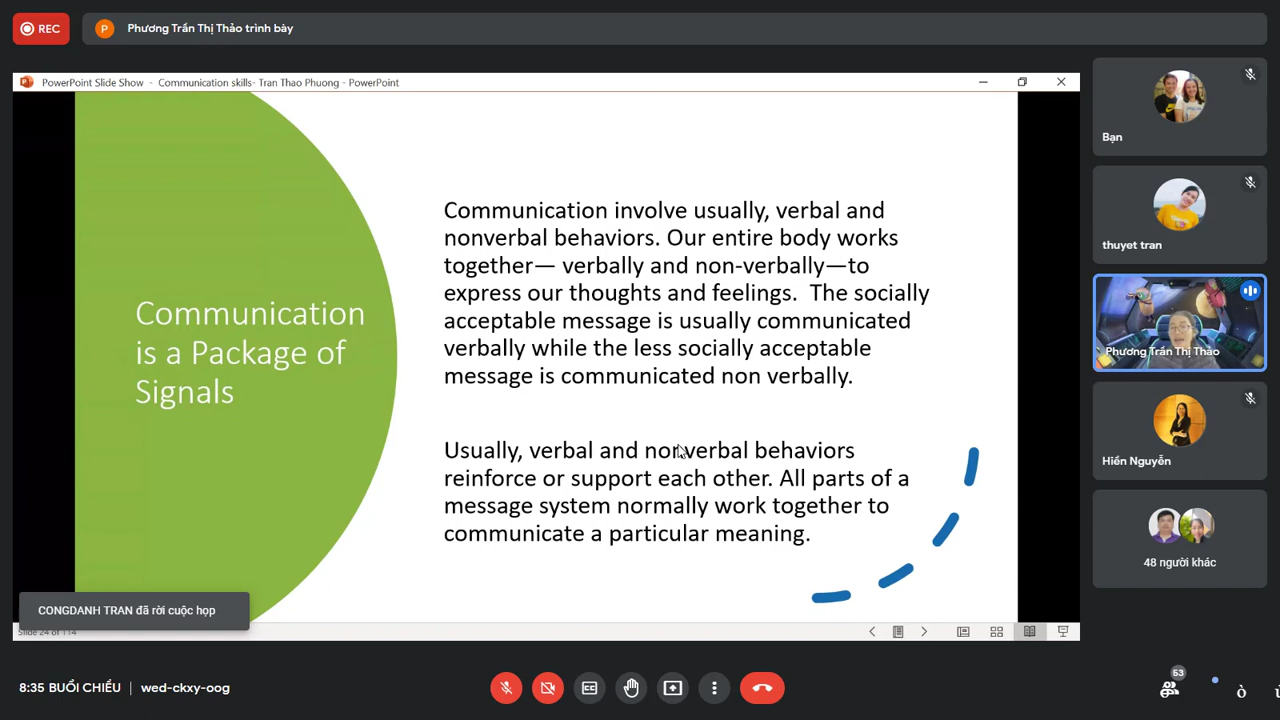 REC
P
Phương Trần Thị Thảo trình bày
PowerPoint Slide Show - Communication skills- Tran Thao Phuong - PowerPoint
Communication
is a Package of
Signals
Communication involve usually, verbal and
nonverbal behaviors. Our entire body works
together— verbally and non-verbally—to
express our thoughts and feelings. The socially
acceptable message is usually communicated
verbally while the less socially acceptable
message is communicated non verbally.
Usually, verbal and nonverbal behaviors
reinforce or support each other. All parts of a
message system normally work together to
communicate a particular meaning.
Bạn
thuyet tran
Phương Trần Thị Thảo
Hiền Nguyễn
48 người khác
CONGDANH TRAN đã rời cuộc họp
Slide 24 of 114
8:35 BUỔI CHIỀU
wed-ckxy-oog
CC
53